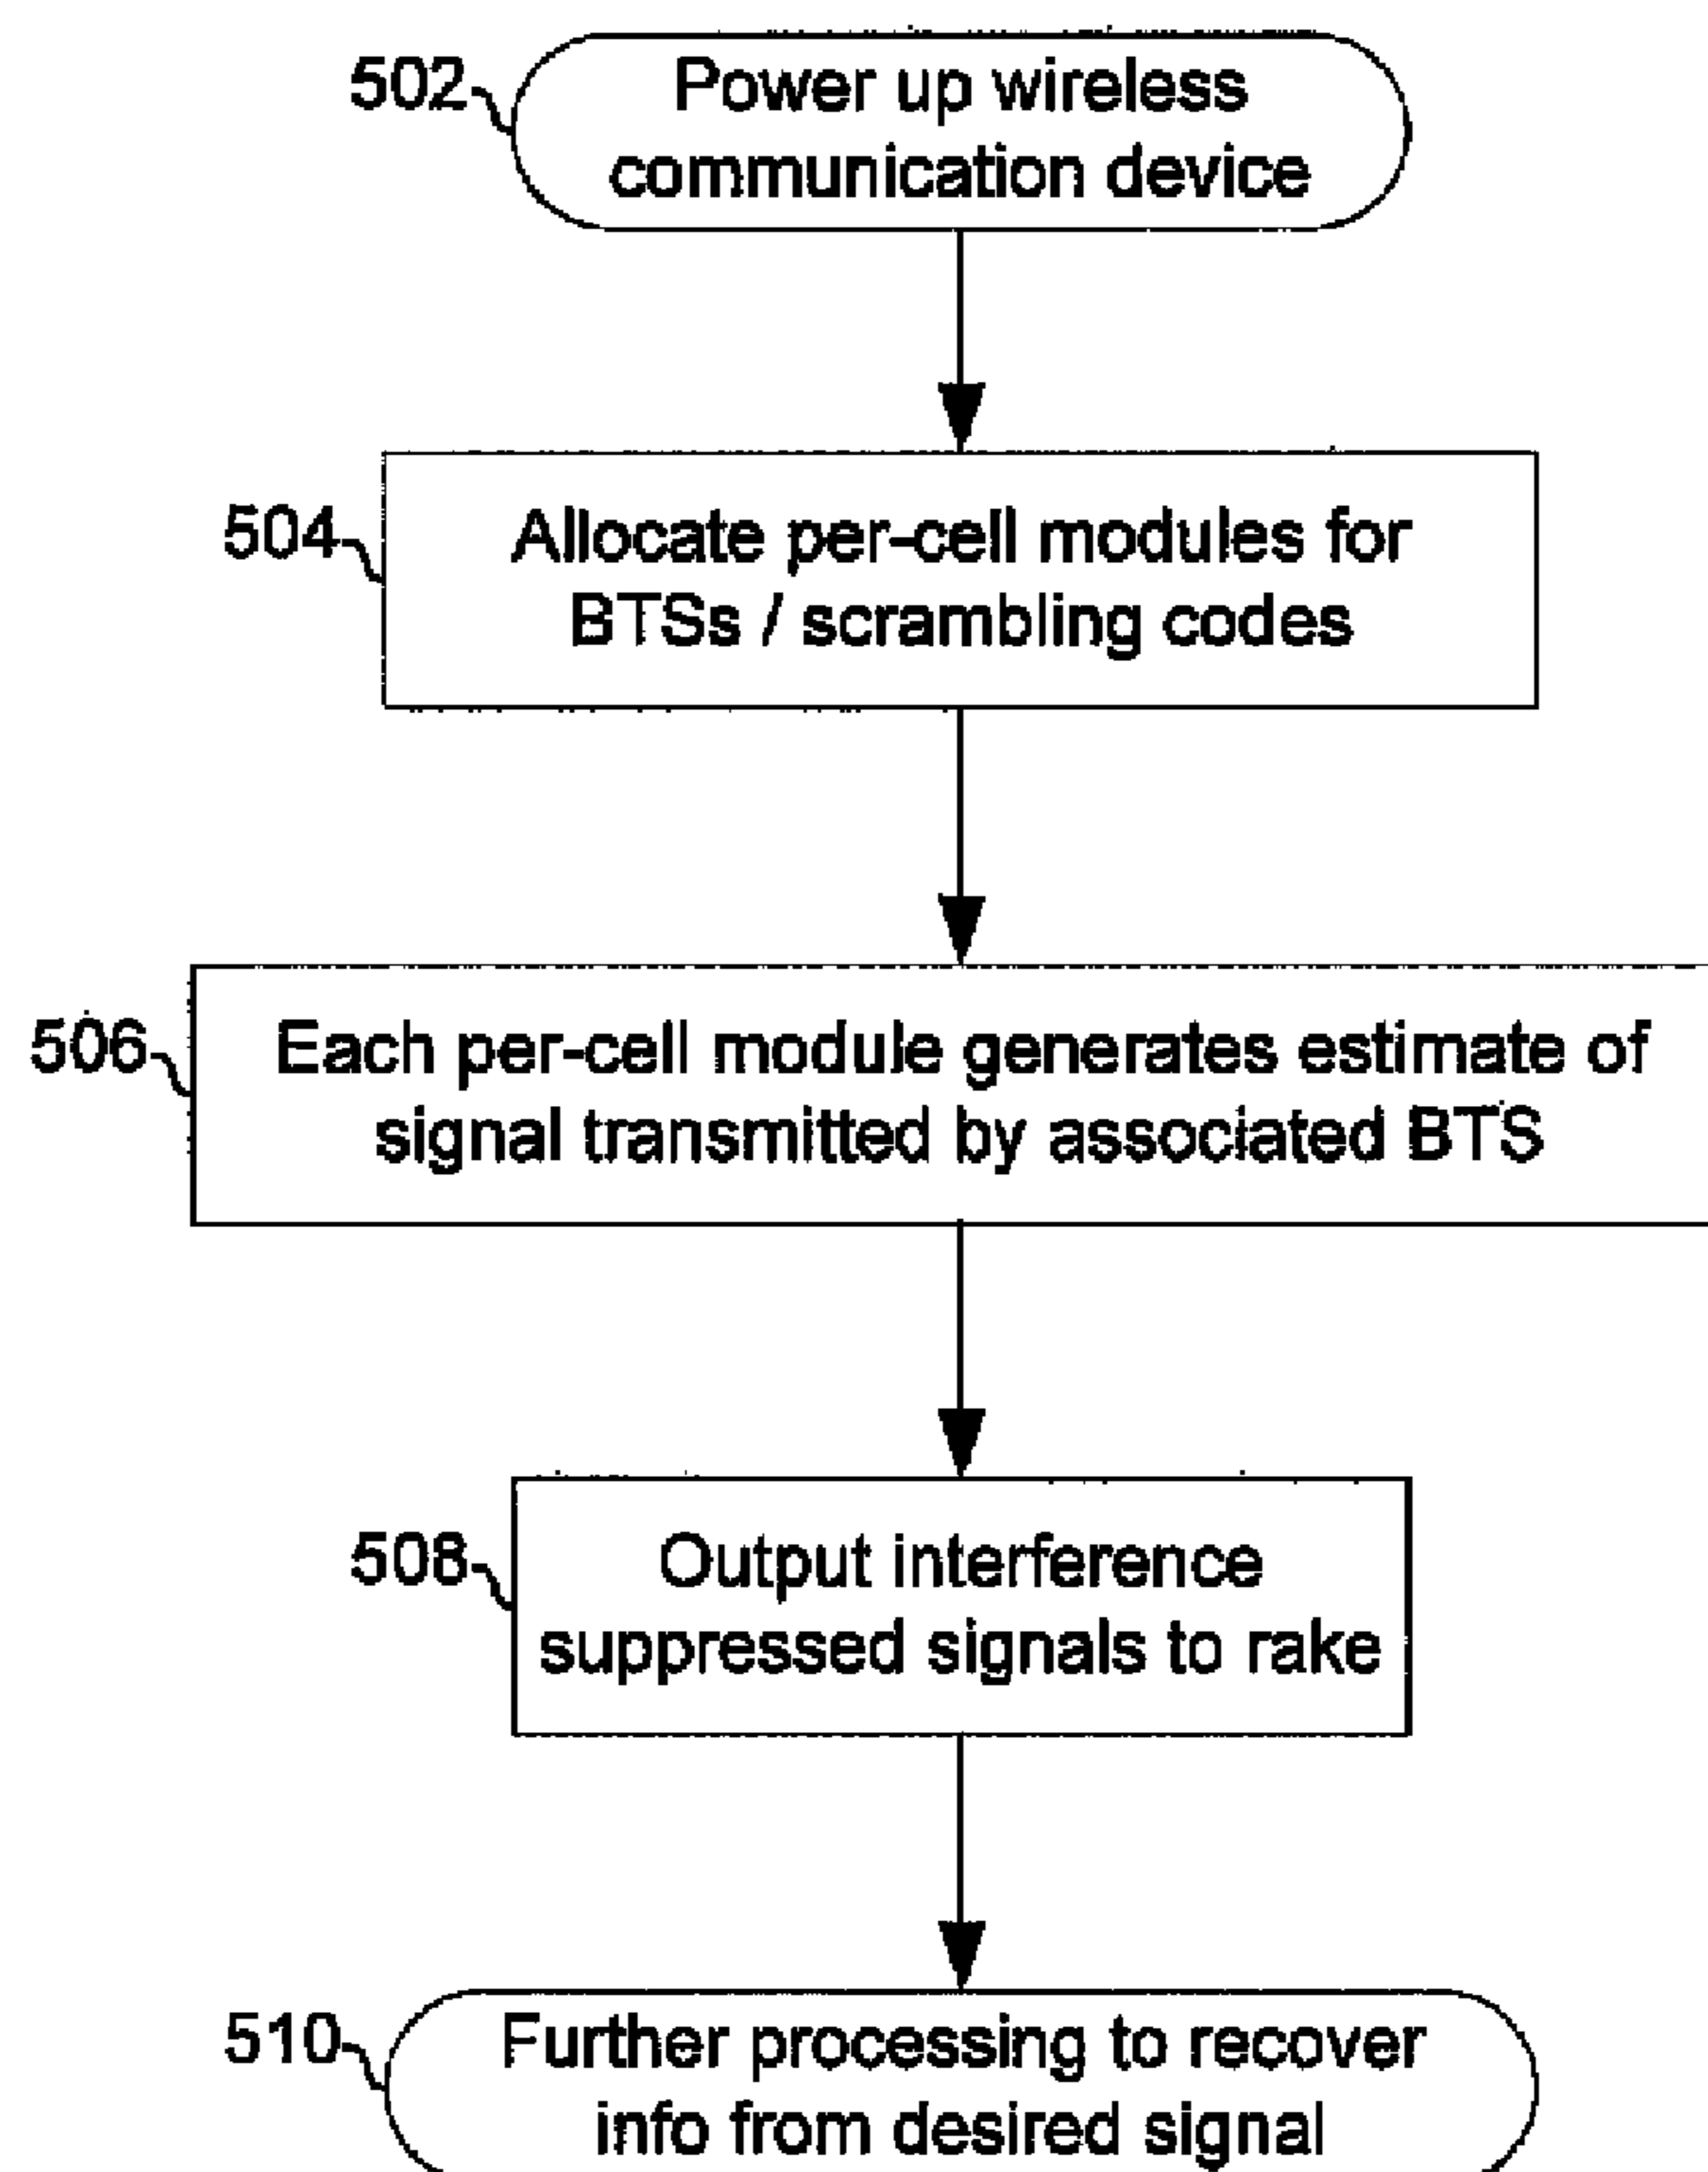 502
Power up wireless
communication device
504
Allocate per-cell modules for
BTSs / scrambling codes
506
Each per-cell module generates estimate of
signal transmitted by associated BTS
508
Output interference
suppressed signals to rake
510
Further processing to recover
info from desired signal